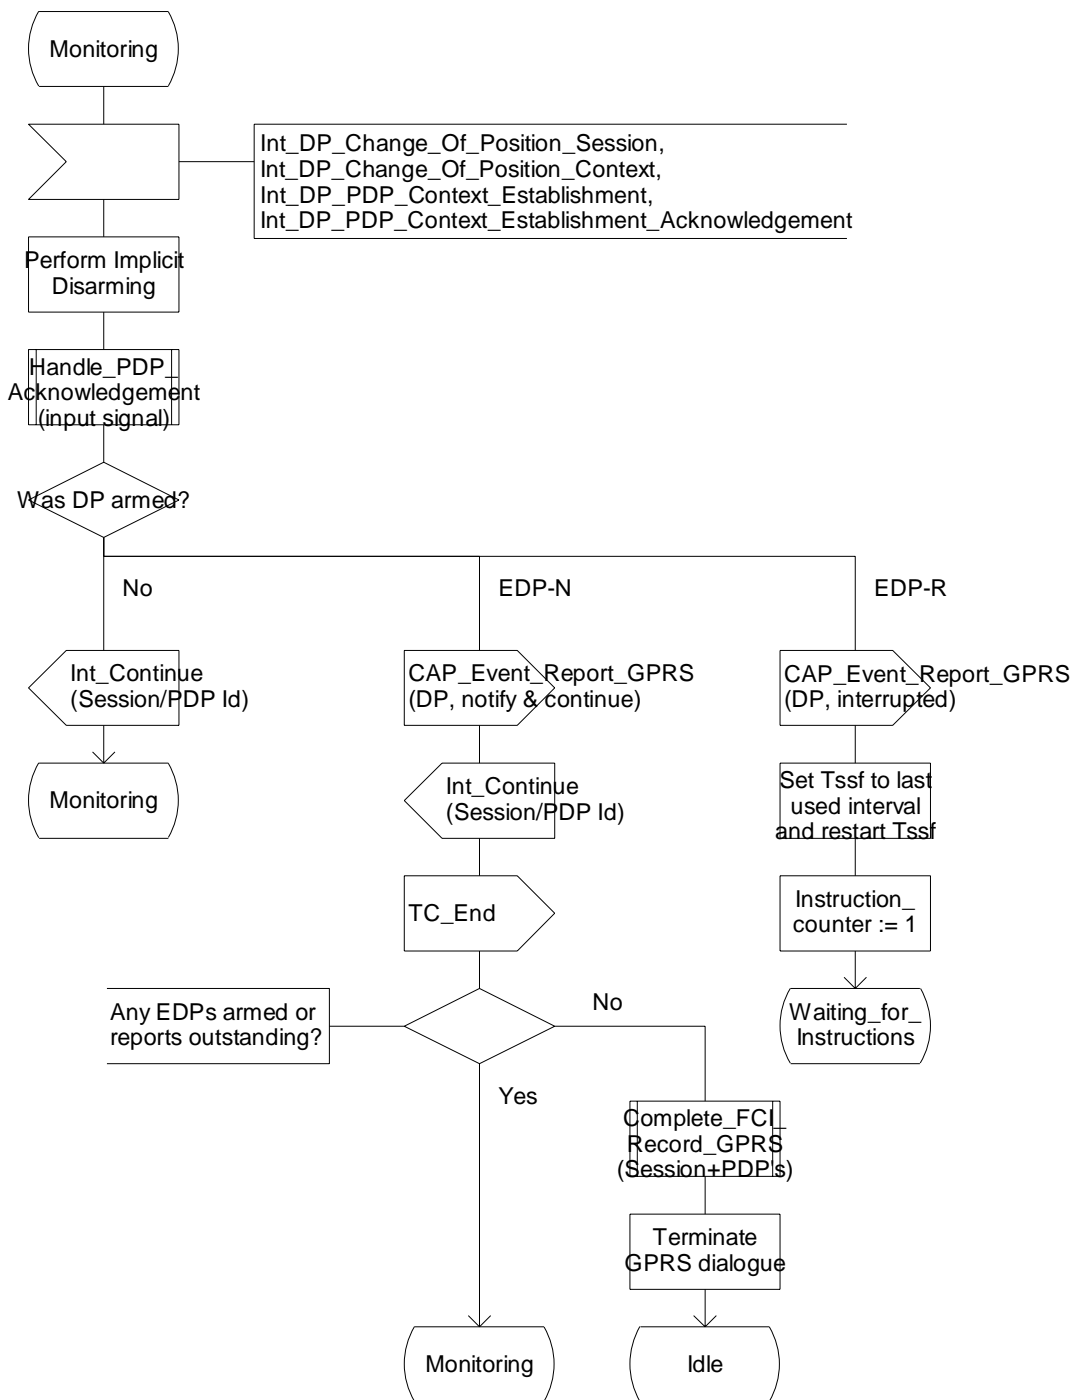 Monitoring
Int_DP_Change_Of_Position_Session,
Int_DP_Change_Of_Position_Context,
Int_DP_PDP_Context_Establishment,
Int_DP_PDP_Context_Establishment_Acknowledgement
Perform Implicit
Disarming
Handle_PDP_
Acknowledgement
(input signal)
Was DP armed?
No
EDP-N
EDP-R
Int_Continue
(Session/PDP Id)
CAP_Event_Report_GPRS
(DP, notify & continue)
CAP_Event_Report_GPRS
(DP, interrupted)
Monitoring
Int_Continue
(Session/PDP Id)
Set Tssf to last
used interval
and restart Tssf
TC_End
Instruction_
counter := 1
Any EDPs armed or
reports outstanding?
No
Waiting_for_
Instructions
Yes
Complete_FCI_
Record_GPRS
(Session+PDP's)
Terminate
GPRS dialogue
Monitoring
Idle